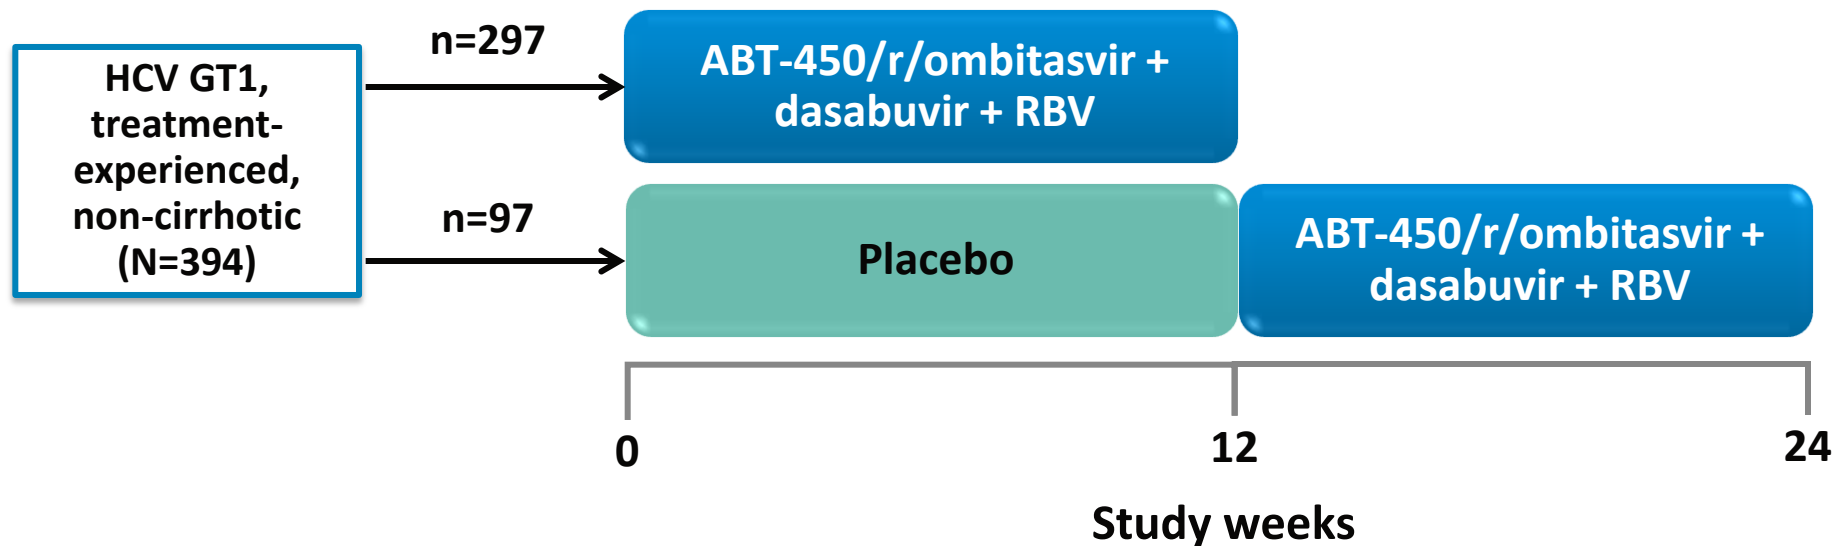 HCV GT1,
treatment-
experienced,
non-cirrhotic
(N=394)
n=297
ABT-450/r/ombitasvir +
dasabuvir + RBV
n=97
Placebo
ABT-450/r/ombitasvir +
dasabuvir + RBV
0
12
24
Study weeks